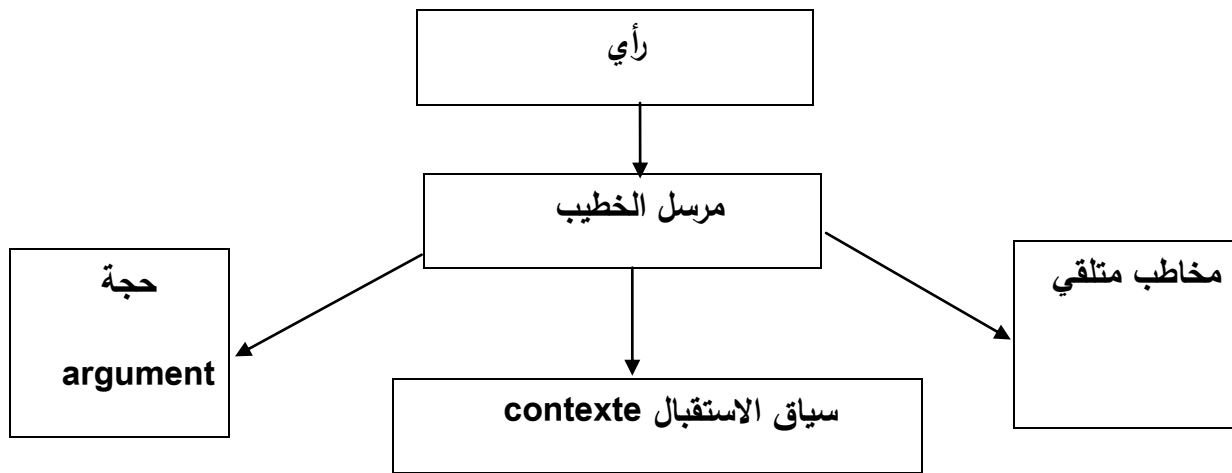 رأي
مرسل الخطيب
مخاطب متلقي
حجة
argument
سياق الاستقبال contexte